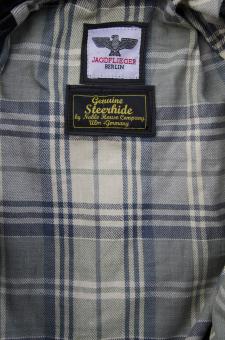 JAGDFLIEGER
BERLIN
Genuine
Steerhide
by Noble House Company
Ulm - Germany